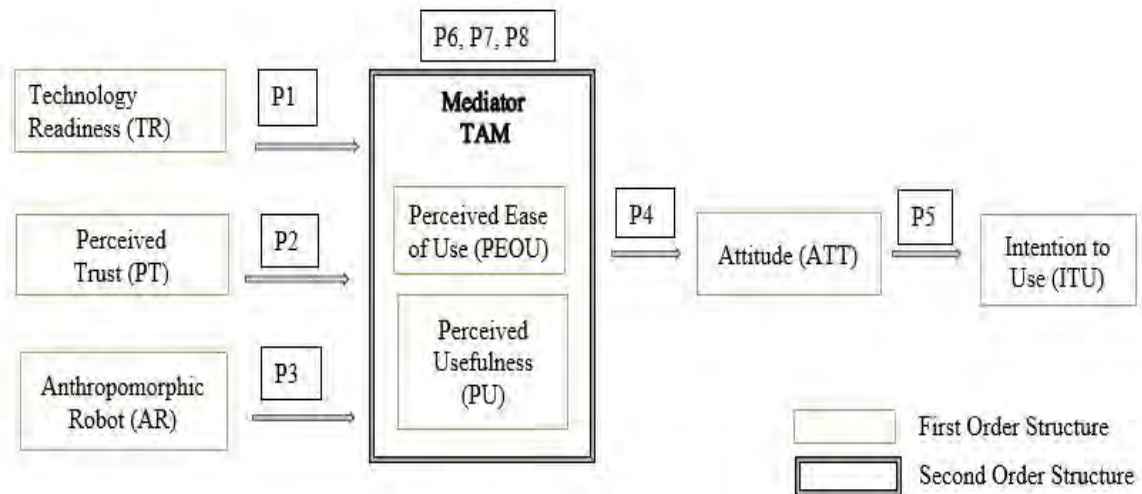 P6, P7, P8
Technology
Readiness (TR)
P1
Mediator
TAM
Perceived Ease
of Use (PEOU)
P4
P5
Perceived
Trust (PT)
P2
Attitude (ATT)
Intention to
Use (ITU)
Perceived
Usefulness
(PU)
Anthropomorphic
Robot (AR)
P3
First Order Structure
Second Order Structure